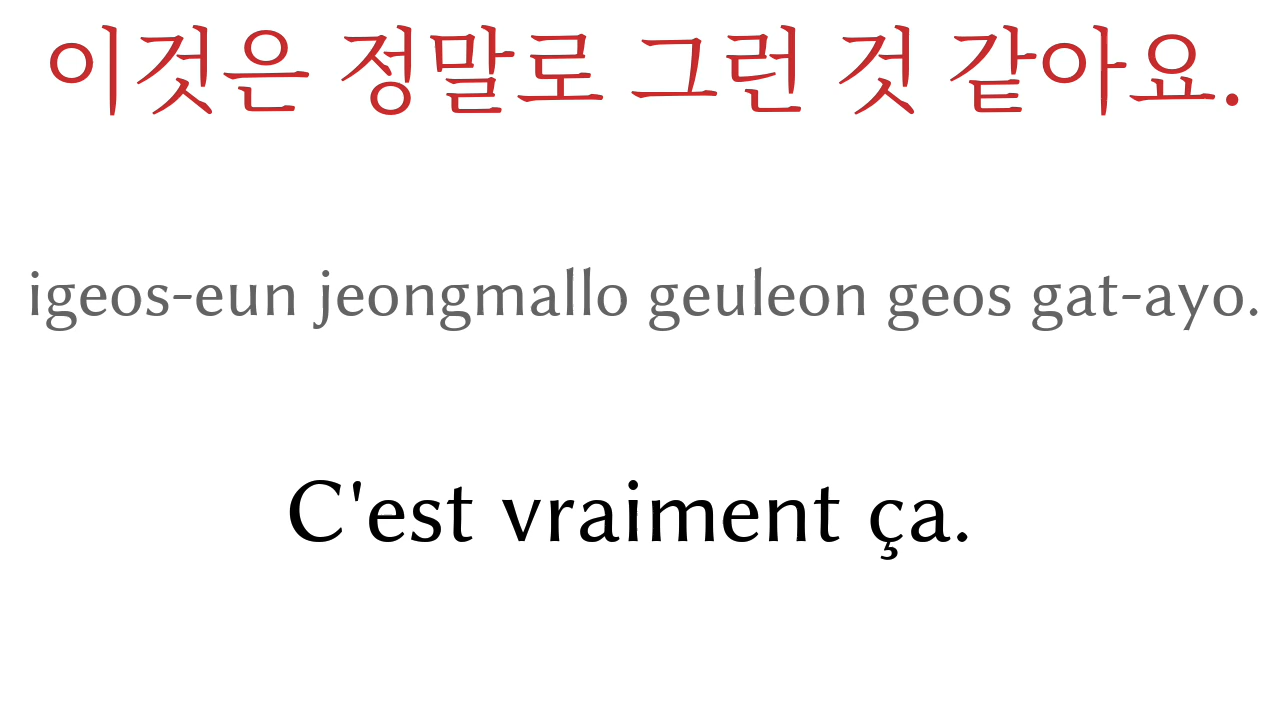 이것은 정말로 그런 것 같아요.
igeos-eun jeongmallo geuleon geos gat-ayo.
C'est vraiment ça.